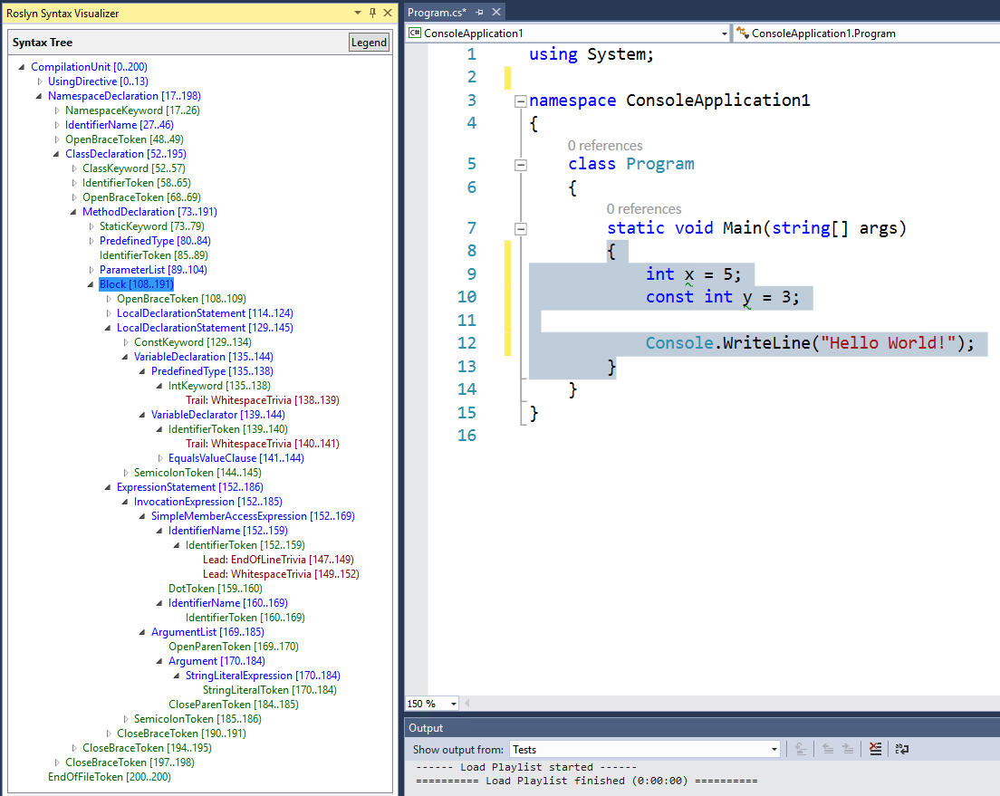 Roslyn Syntax Visualizer
Syntax Tree
Legend
CompilationUnit [0..200)
UsingDirective [0..13)
NamespaceDeclaration [17..198)
NamespaceKeyword [17..26)
IdentifierName [27..46)
OpenBraceToken [48..49)
ClassDeclaration [52..195)
ClassKeyword [52..57)
IdentifierToken [58..65)
OpenBraceToken [68..69)
MethodDeclaration [73..191)
StaticKeyword [73..79)
PredefinedType [80..84)
IdentifierToken [85..89)
ParameterList [89..104)
Block [108..191)
OpenBraceToken [108..109)
LocalDeclarationStatement [114..124)
LocalDeclarationStatement [129..145)
ConstKeyword [129..134)
VariableDeclaration [135..144)
PredefinedType [135..138)
IntKeyword [135..138)
Trail: WhitespaceTrivia [138..139)
VariableDeclarator [139..144)
IdentifierToken [139..140)
Trail: WhitespaceTrivia [140..141)
EqualsValueClause [141..144)
SemicolonToken [144..145)
ExpressionStatement [152..186)
InvocationExpression [152..185)
SimpleMemberAccessExpression [152..169)
IdentifierName [152..159)
IdentifierToken [152..159)
Lead: EndOfLineTrivia [147..149)
Lead: WhitespaceTrivia [149..152)
DotToken [159..160)
IdentifierName [160..169)
IdentifierToken [160..169)
ArgumentList [169..185)
OpenParenToken [169..170)
Argument [170..184)
StringLiteralExpression [170..184)
StringLiteralToken [170..184)
CloseParenToken [184..185)
SemicolonToken [185..186)
CloseBraceToken [190..191)
CloseBraceToken [194..195)
CloseBraceToken [197..198)
EndOfFileToken [200..200)
Program.cs*
C# ConsoleApplication1
ConsoleApplication1.Program
1 using System;
2
3 namespace ConsoleApplication1
4 {
0 references
5 class Program
6 {
0 references
7 static void Main(string[] args)
8 {
9 int x = 5;
10 const int y = 3;
11
12 Console.WriteLine("Hello World!");
13 }
14 }
15 }
16
150 %
Output
Show output from: Tests
------ Load Playlist started ------
========== Load Playlist finished (0:00:00) ==========